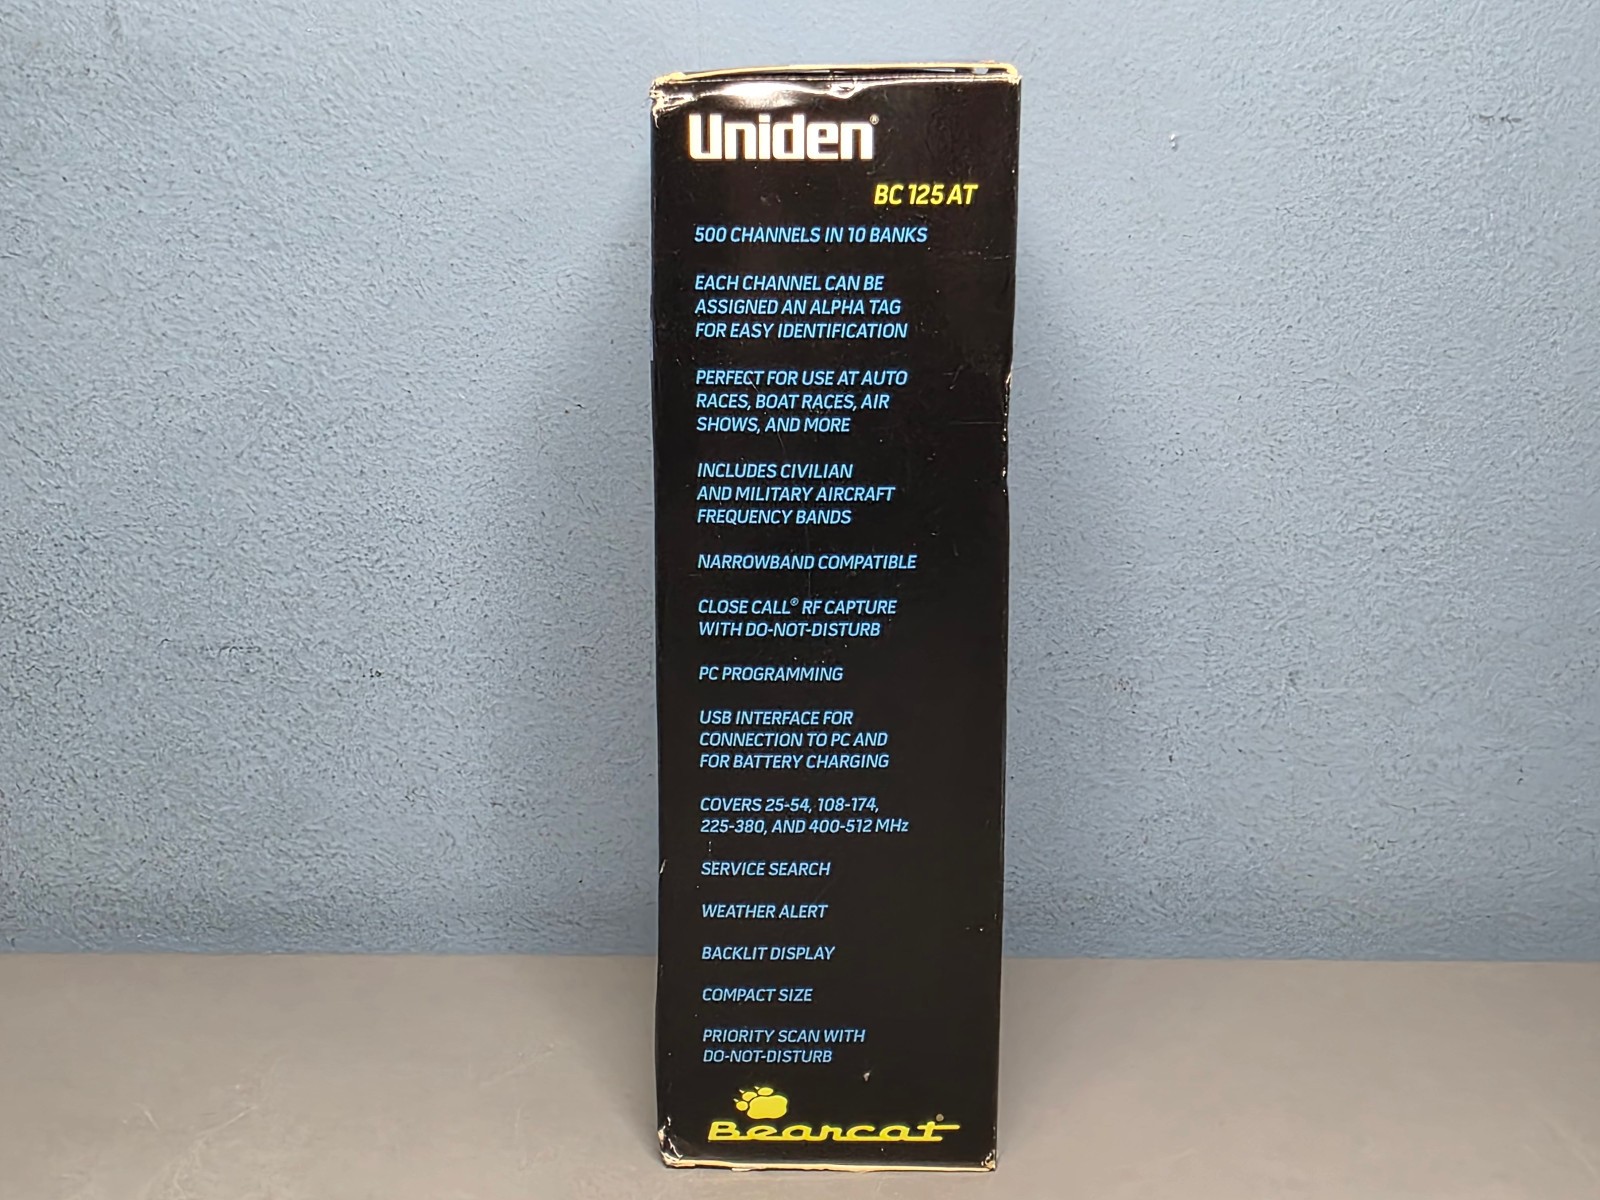 Uniden®
BC 125 AT
500 CHANNELS IN 10 BANKS
EACH CHANNEL CAN BE
ASSIGNED AN ALPHA TAG
FOR EASY IDENTIFICATION
PERFECT FOR USE AT AUTO
RACES, BOAT RACES, AIR
SHOWS, AND MORE
INCLUDES CIVILIAN
AND MILITARY AIRCRAFT
FREQUENCY BANDS
NARROWBAND COMPATIBLE
CLOSE CALL® RF CAPTURE
WITH DO-NOT-DISTURB
PC PROGRAMMING
USB INTERFACE FOR
CONNECTION TO PC AND
FOR BATTERY CHARGING
COVERS 25-54, 108-174,
225-380, AND 400-512 MHz
SERVICE SEARCH
WEATHER ALERT
BACKLIT DISPLAY
COMPACT SIZE
PRIORITY SCAN WITH
DO-NOT-DISTURB
Bearcat®